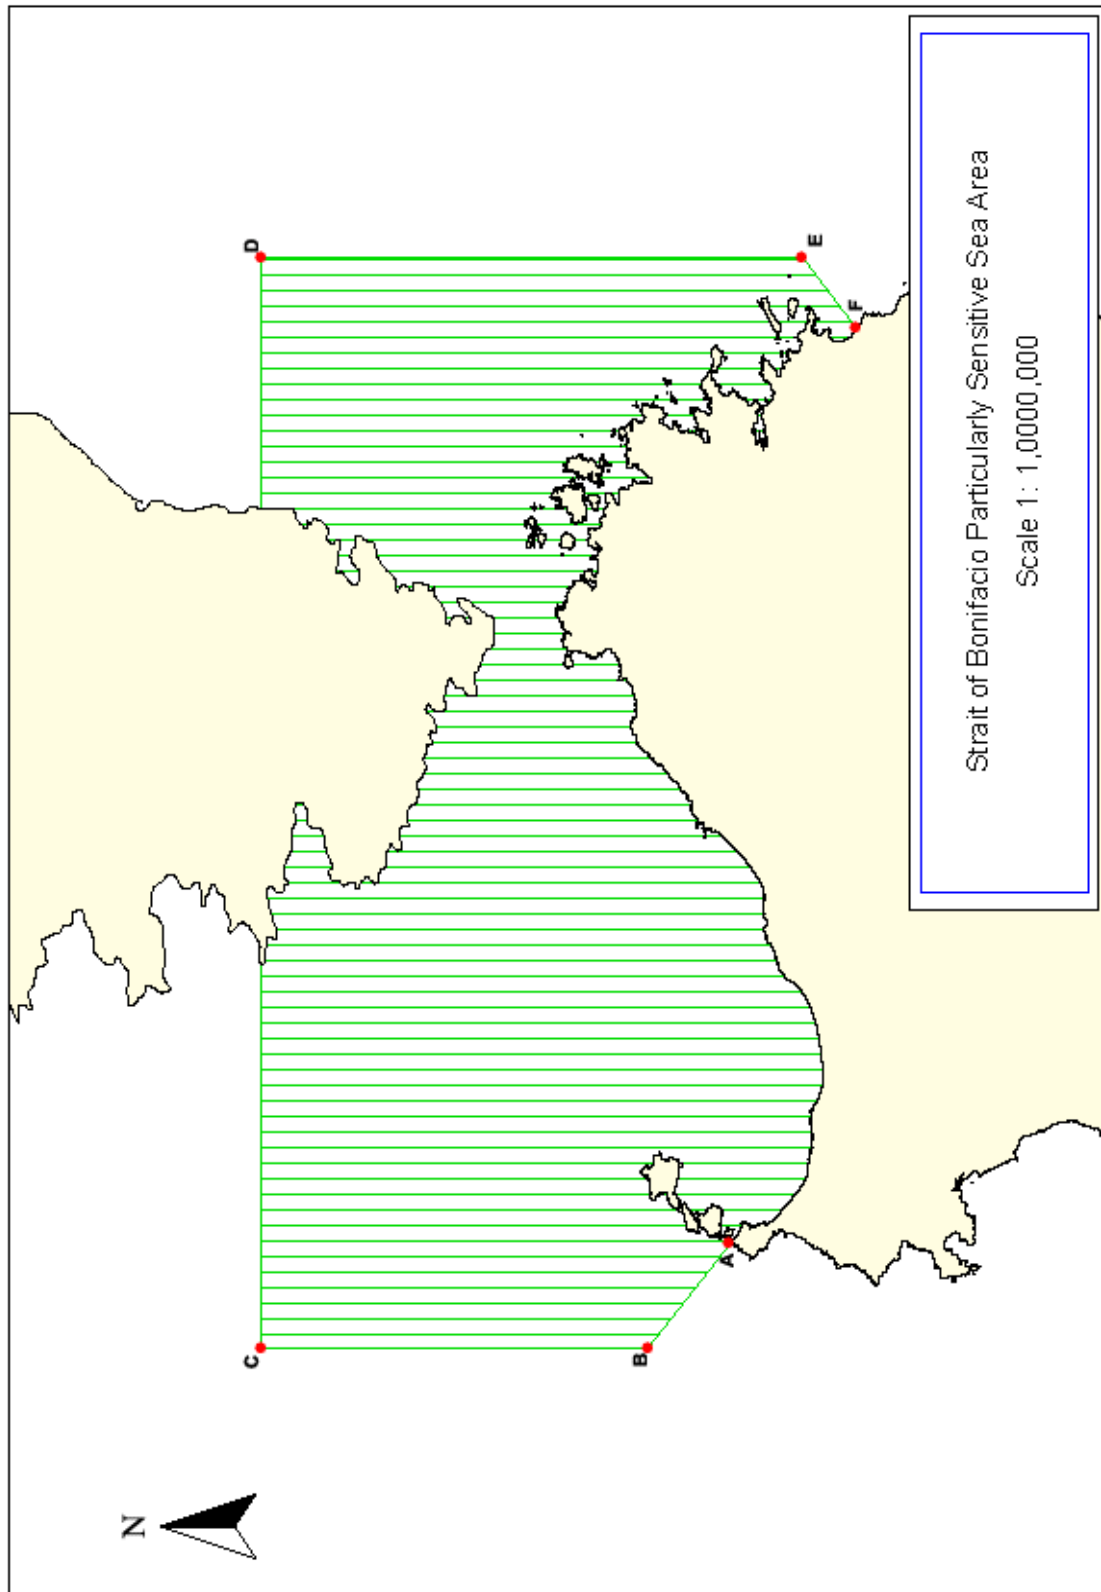 N
C
D
B
A
E
F
Strait of Bonifacio Particularly Sensitive Sea Area
Scale 1: 1,0000,000